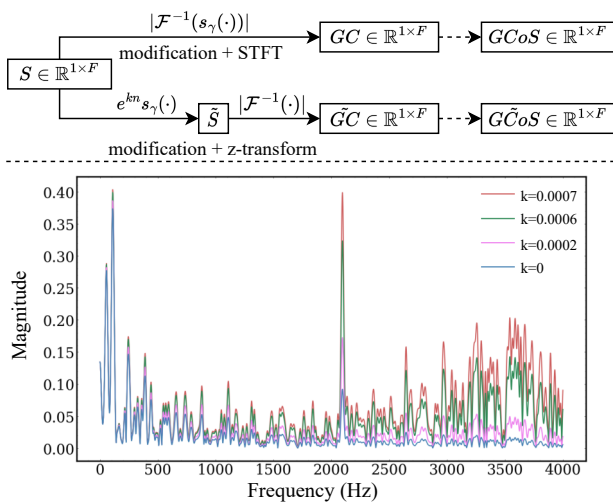 |𝓕⁻¹(s_γ(·))|
modification + STFT
S ∈ ℝ^{1×F}
GC ∈ ℝ^{1×F}
GCoS ∈ ℝ^{1×F}
e^{kn}s_γ(·)
S̃
|𝓕⁻¹(·)|
G̃C ∈ ℝ^{1×F}
GC̃oS ∈ ℝ^{1×F}
modification + z-transform
0.40
0.35
0.30
0.25
0.20
0.15
0.10
0.05
0.00
Magnitude
k=0.0007
k=0.0006
k=0.0002
k=0
0 500 1000 1500 2000 2500 3000 3500 4000
Frequency (Hz)